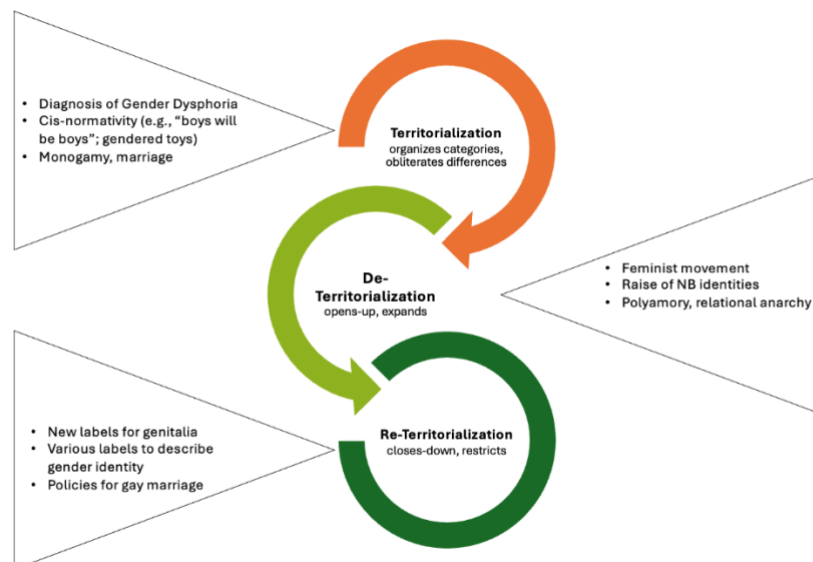 • Diagnosis of Gender Dysphoria
• Cis-normativity (e.g., “boys will
be boys”; gendered toys)
• Monogamy, marriage
Territorialization
organizes categories,
obliterates differences
De-
Territorialization
opens-up, expands
• Feminist movement
• Raise of NB identities
• Polyamory, relational anarchy
• New labels for genitalia
• Various labels to describe
gender identity
• Policies for gay marriage
Re-Territorialization
closes-down, restricts